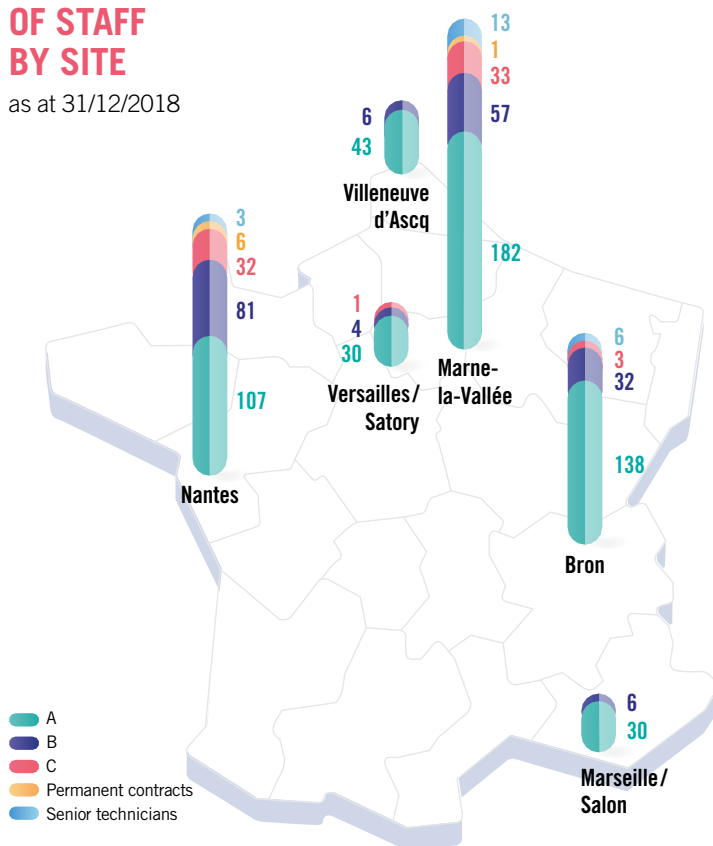 OF STAFF
BY SITE
as at 31/12/2018
13
1
33
57
182
Marne-
la-Vallée
6
43
Villeneuve
d'Ascq
3
6
32
81
107
Nantes
1
4
30
Versailles/
Satory
6
3
32
138
Bron
6
30
Marseille/
Salon
A
B
C
Permanent contracts
Senior technicians